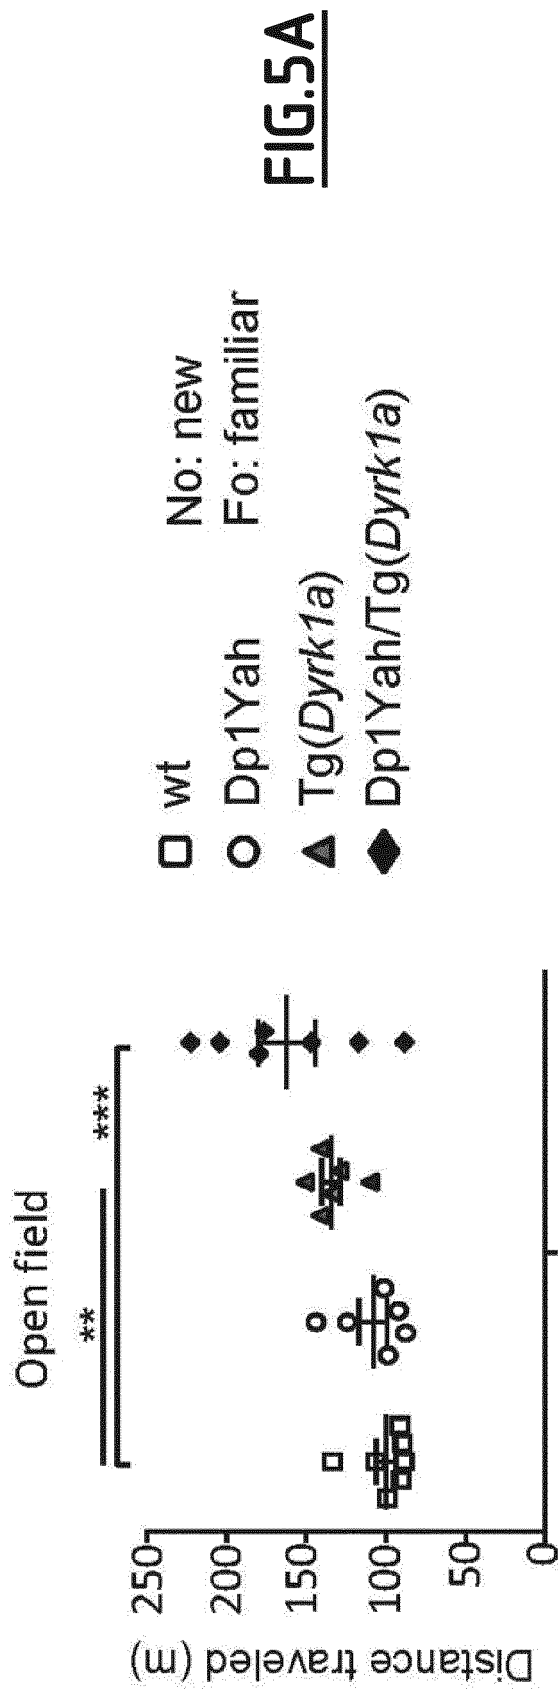 Open field
**
***
Distance traveled (m)
250
200
150
100
50
0
wt
Dp1Yah
Tg(Dyrk1a)
Dp1Yah/Tg(Dyrk1a)
No: new
Fo: familiar
FIG.5A